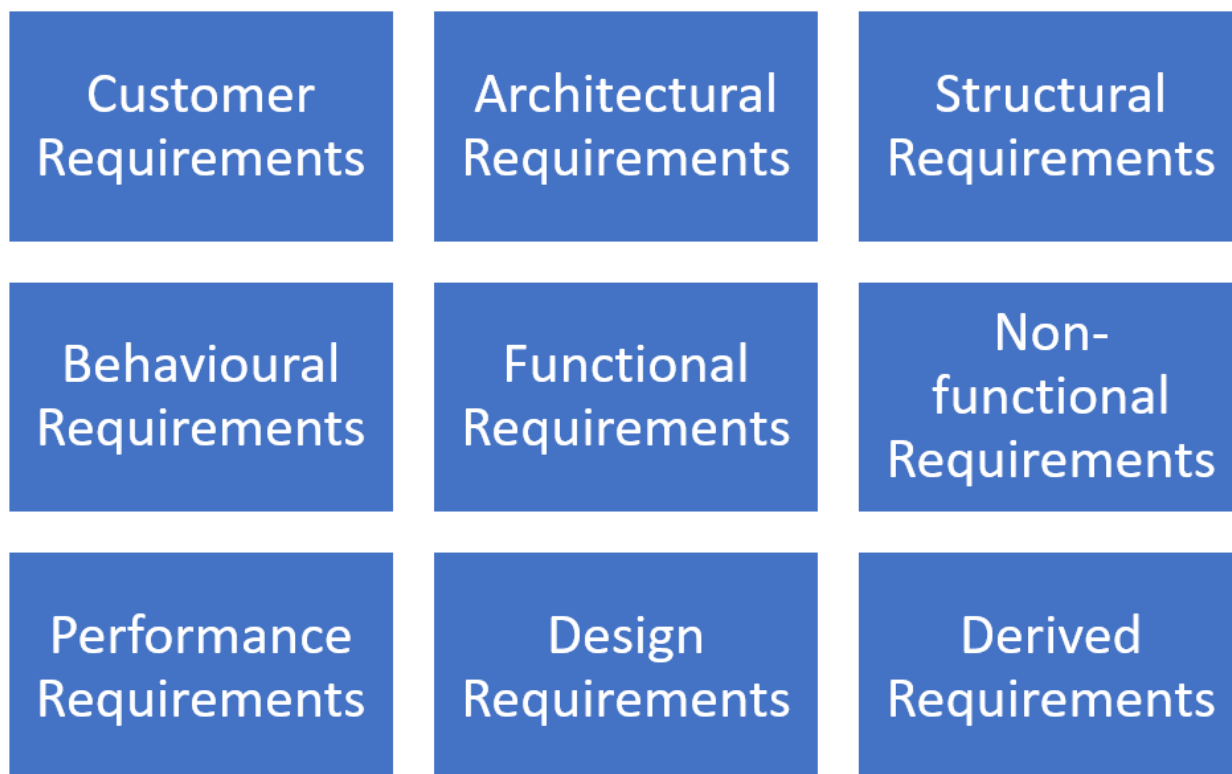 Customer
Requirements
Architectural
Requirements
Structural
Requirements
Behavioural
Requirements
Functional
Requirements
Non-
functional
Requirements
Performance
Requirements
Design
Requirements
Derived
Requirements